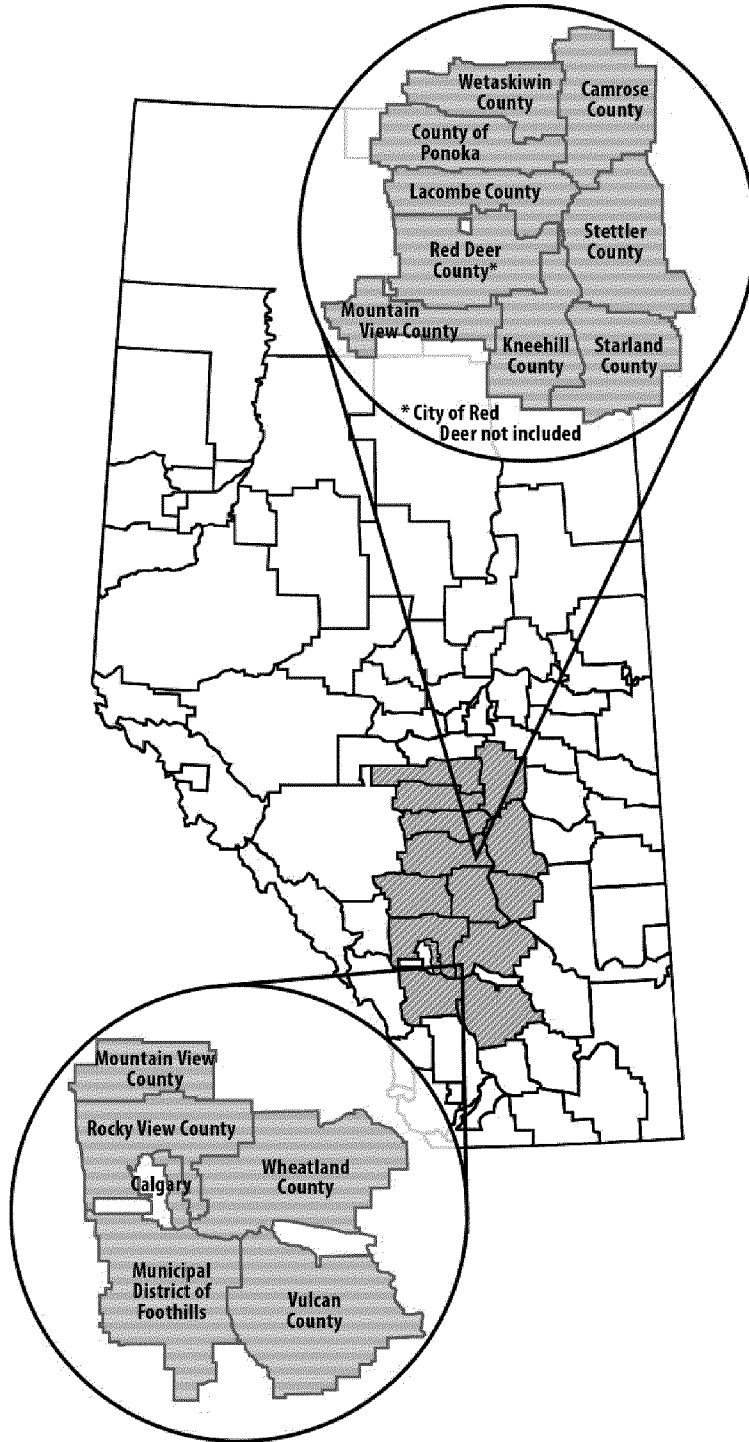 Wetaskiwin
County
Camrose
County
County of
Ponoka
Lacombe County
Stettler
County
Red Deer
County*
Mountain
View County
Kneehill
County
Starland
County
* City of Red
Deer not included
Mountain View
County
Rocky View County
Wheatland
County
Calgary
Municipal
District of
Foothills
Vulcan
County